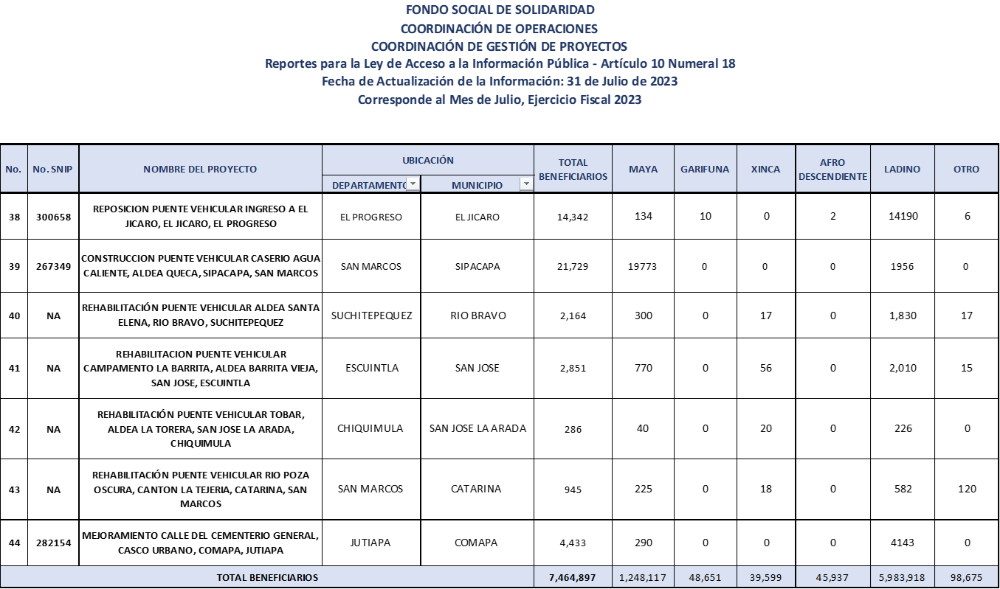 FONDO SOCIAL DE SOLIDARIDAD
COORDINACIÓN DE OPERACIONES
COORDINACIÓN DE GESTIÓN DE PROYECTOS
Reportes para la Ley de Acceso a la Información Pública - Artículo 10 Numeral 18
Fecha de Actualización de la Información: 31 de Julio de 2023
Corresponde al Mes de Julio, Ejercicio Fiscal 2023
No. No. SNIP NOMBRE DEL PROYECTO UBICACIÓN TOTAL BENEFICIARIOS MAYA GARIFUNA XINCA AFRO DESCENDIENTE LADINO OTRO
DEPARTAMENTO MUNICIPIO
38 300658 REPOSICION PUENTE VEHICULAR INGRESO A EL
JICARO, EL JICARO, EL PROGRESO EL PROGRESO EL JICARO 14,342 134 10 0 2 14190 6
39 267349 CONSTRUCCION PUENTE VEHICULAR CASERIO AGUA
CALIENTE, ALDEA QUECA, SIPACAPA, SAN MARCOS SAN MARCOS SIPACAPA 21,729 19773 0 0 0 1956 0
40 NA REHABILITACIÓN PUENTE VEHICULAR ALDEA SANTA
ELENA, RIO BRAVO, SUCHITEPEQUEZ SUCHITEPEQUEZ RIO BRAVO 2,164 300 0 17 0 1,830 17
41 NA REHABILITACION PUENTE VEHICULAR
CAMPAMENTO LA BARRITA, ALDEA BARRITA VIEJA,
SAN JOSE, ESCUINTLA ESCUINTLA SAN JOSE 2,851 770 0 56 0 2,010 15
42 NA REHABILITACIÓN PUENTE VEHICULAR TOBAR,
ALDEA LA TORERA, SAN JOSE LA ARADA,
CHIQUIMULA CHIQUIMULA SAN JOSE LA ARADA 286 40 0 20 0 226 0
43 NA REHABILITACIÓN PUENTE VEHICULAR RIO POZA
OSCURA, CANTON LA TEJERIA, CATARINA, SAN
MARCOS SAN MARCOS CATARINA 945 225 0 18 0 582 120
44 282154 MEJORAMIENTO CALLE DEL CEMENTERIO GENERAL,
CASCO URBANO, COMAPA, JUTIAPA JUTIAPA COMAPA 4,433 290 0 0 0 4143 0
TOTAL BENEFICIARIOS 7,464,897 1,248,117 48,651 39,599 45,937 5,983,918 98,675